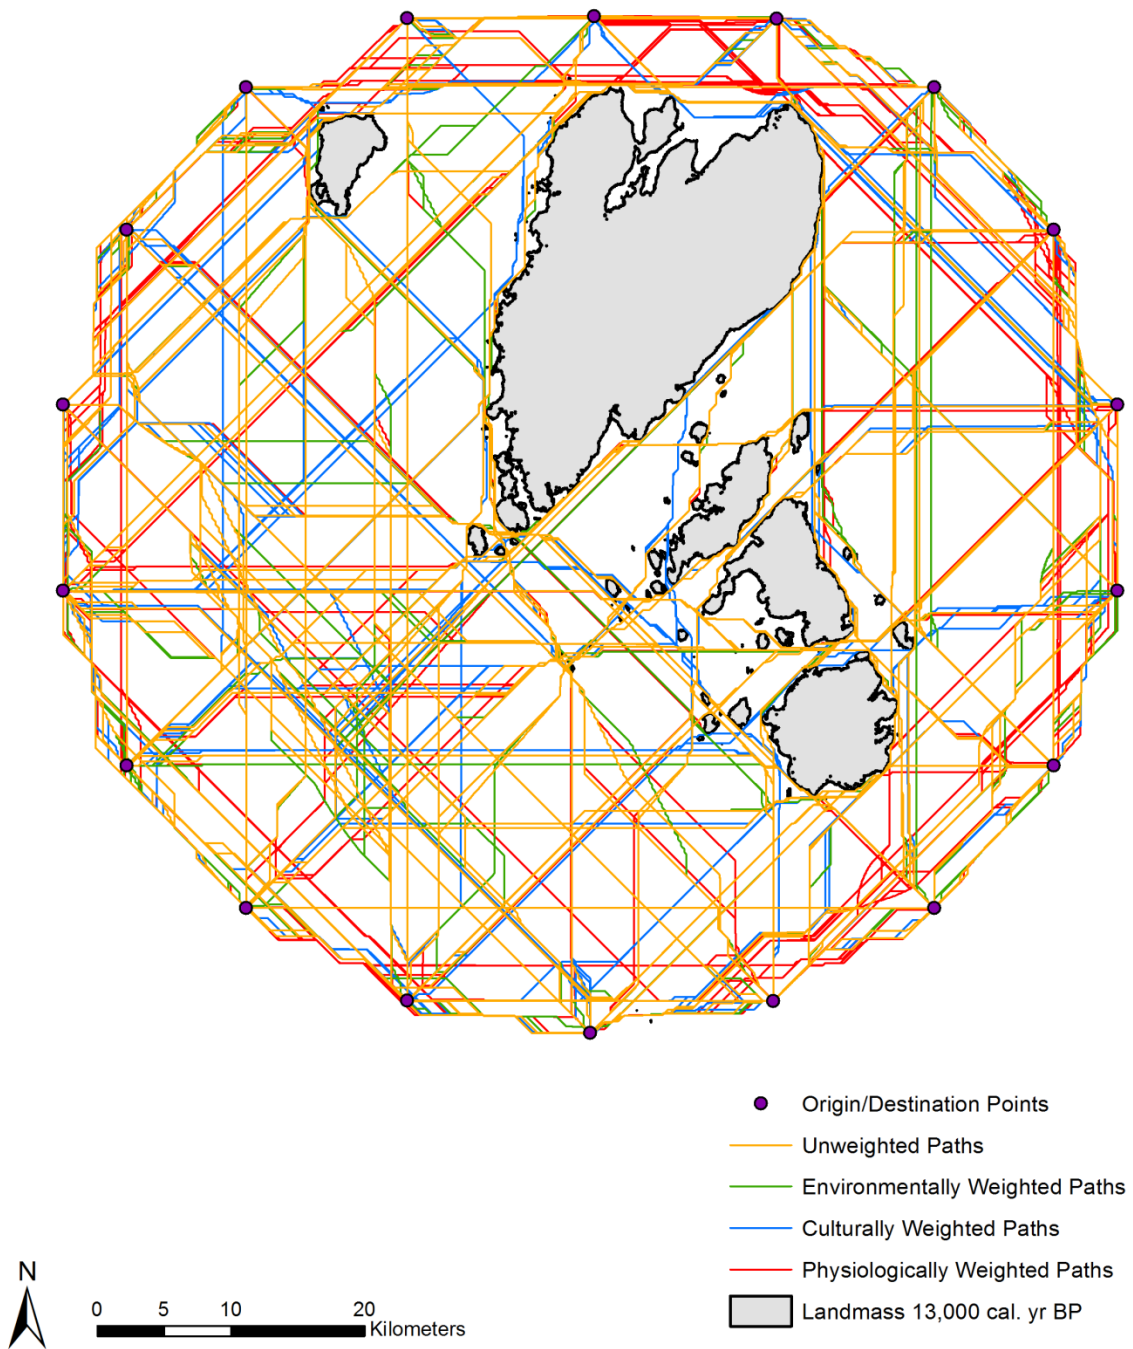 Origin/Destination Points
Unweighted Paths
Environmentally Weighted Paths
Culturally Weighted Paths
Physiologically Weighted Paths
Landmass 13,000 cal. yr BP
N
0 5 10 20
Kilometers